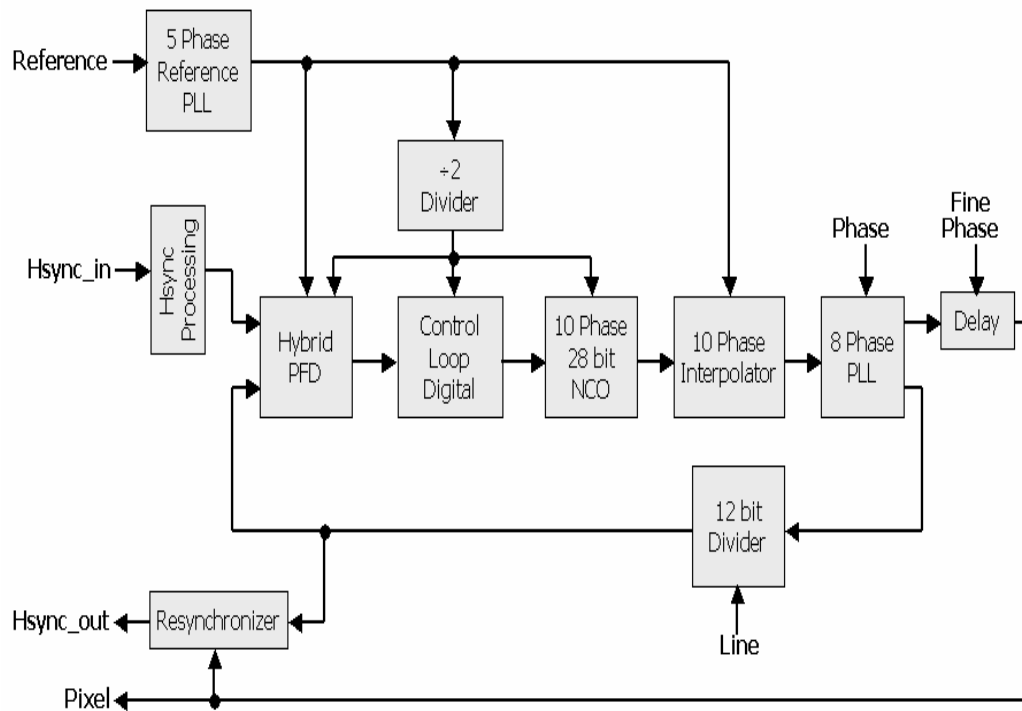 5 Phase
Reference
PLL
Reference
÷2
Divider
Hsync_in
Hsync
Processing
Phase
Fine
Phase
Hybrid
PFD
Control
Loop
Digital
10 Phase
28 bit
NCO
10 Phase
Interpolator
8 Phase
PLL
Delay
12 bit
Divider
Line
Hsync_out
Resynchronizer
Pixel